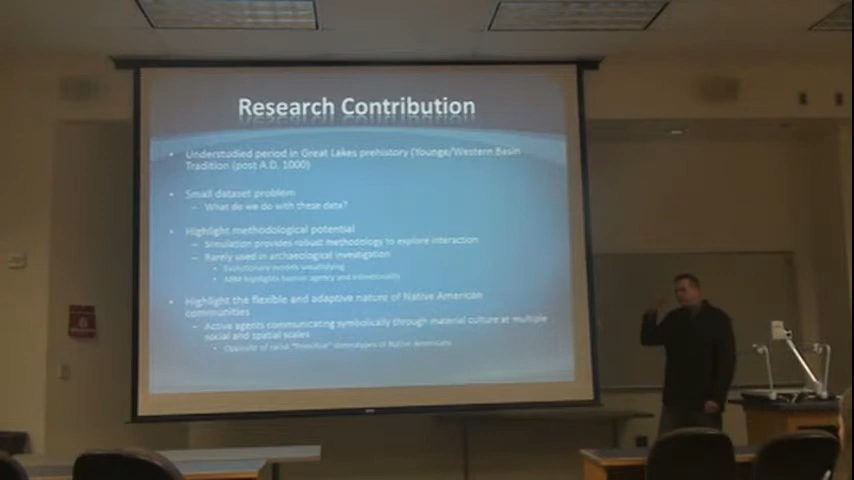 Research Contribution
• Understudied period in Great Lakes prehistory (Younge/Western Basin
Tradition (post A.D. 1000)
• Small dataset problem
– What do we do with these data?
• Highlight methodological potential
– Simulation provides robust methodology to explore interaction
– Rarely used in archaeological investigation
• Evolutionary models unsatisfying
• ABM highlights human agency and intentionality
• Highlight the flexible and adaptive nature of Native American
communities
– Active agents communicating symbolically through material culture at multiple
social and spatial scales
• Opposite of racist "Primitive" stereotypes of Native Americans